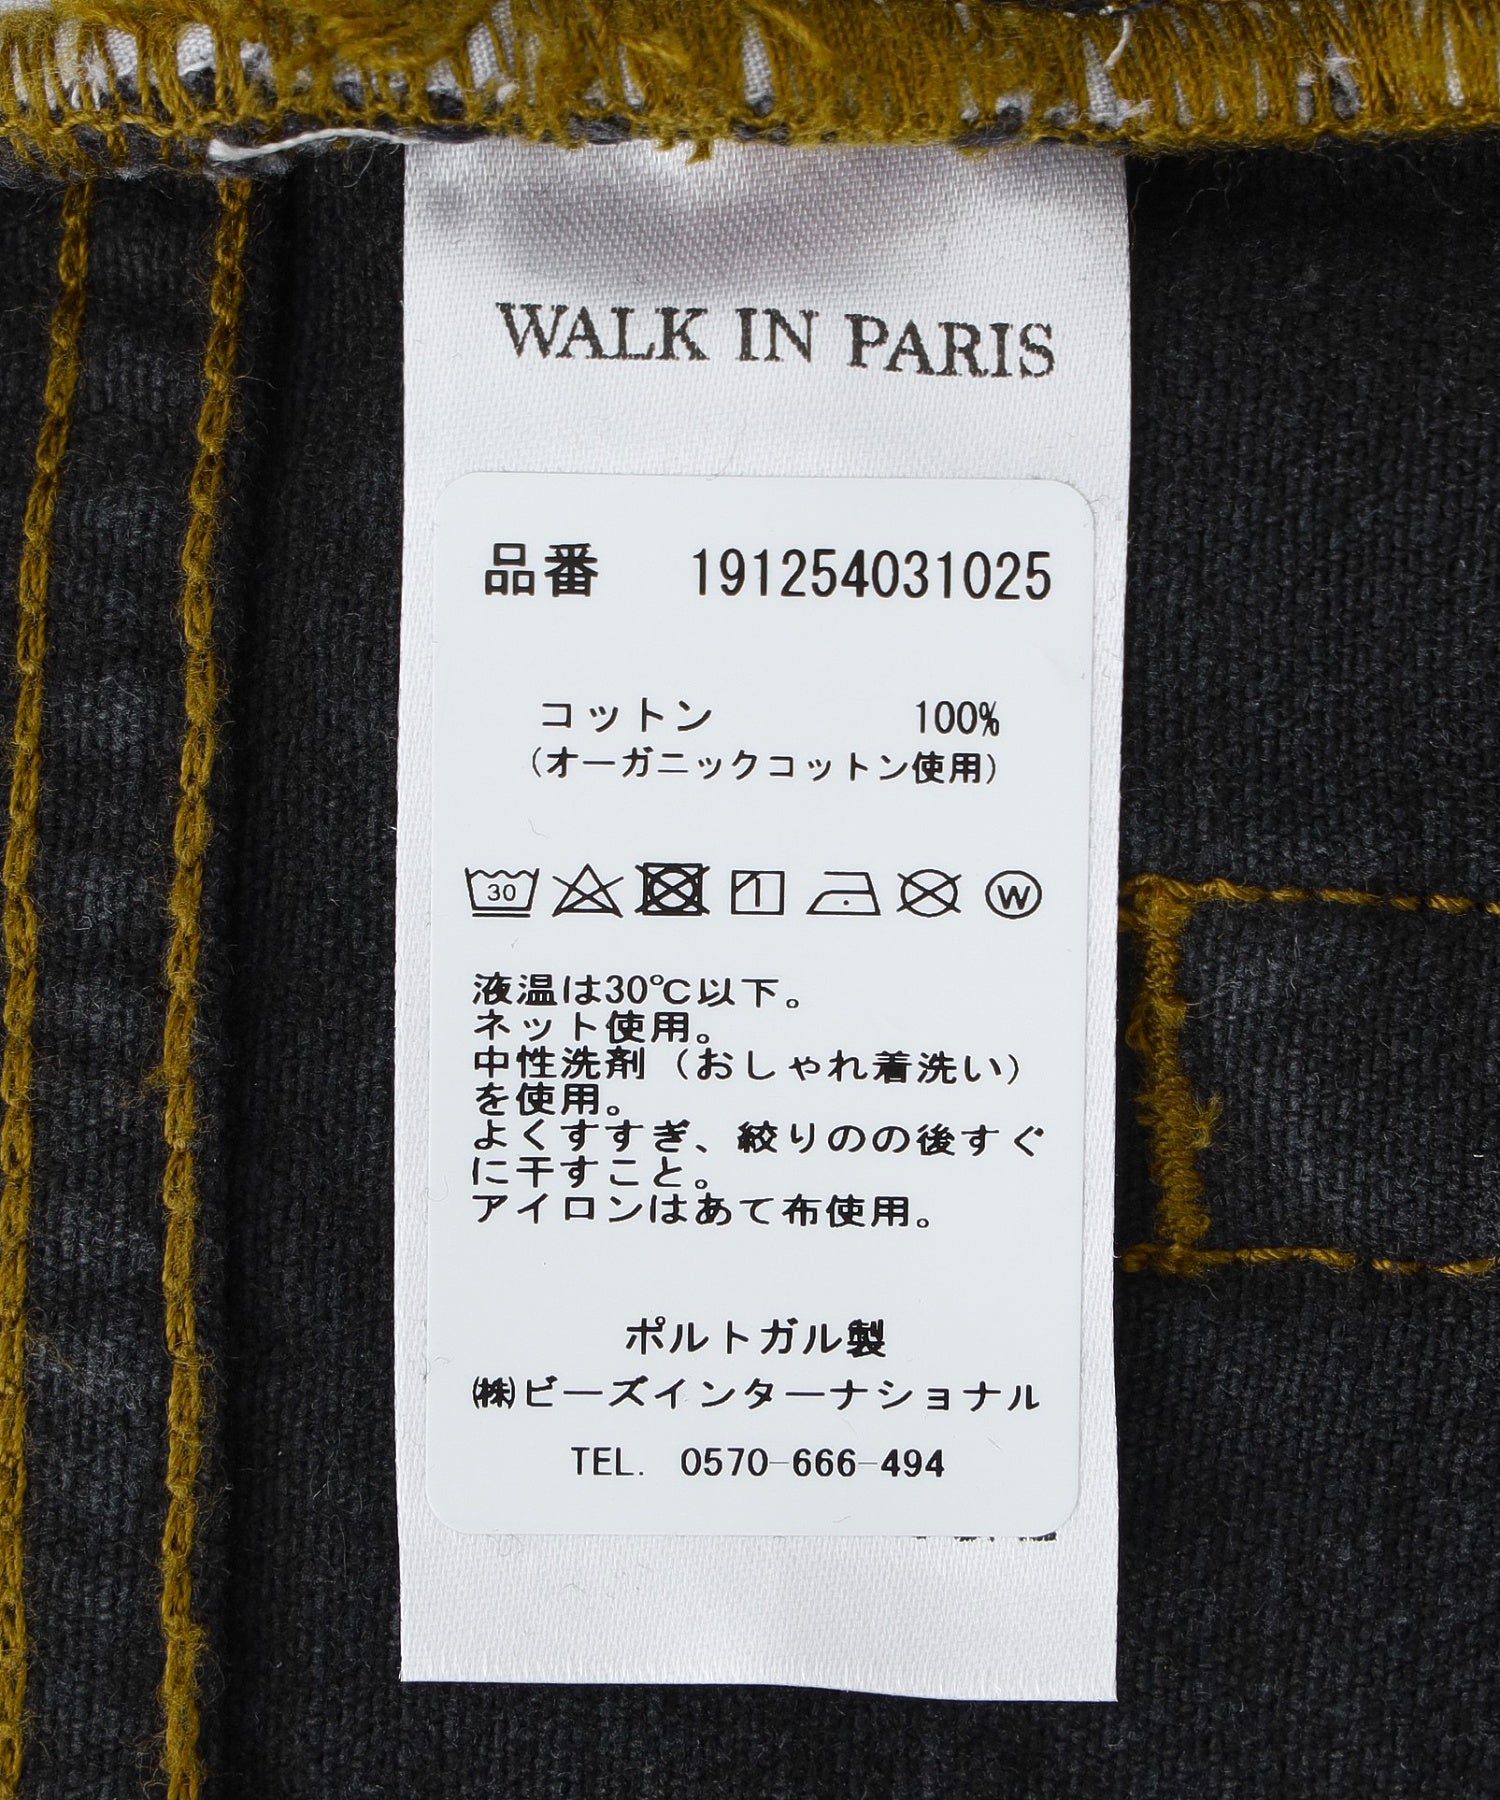 WALK IN PARIS
品番 191254031025
コットン 100%
(オーガニックコットン使用)
30 W
液温は30℃以下。
ネット使用。
中性洗剤（おしゃれ着洗い）
を使用。
よくすすぎ、絞りのの後すぐ
に干すこと。
アイロンはあて布使用。
ポルトガル製
㈱ビーズインターナショナル
TEL. 0570-666-494